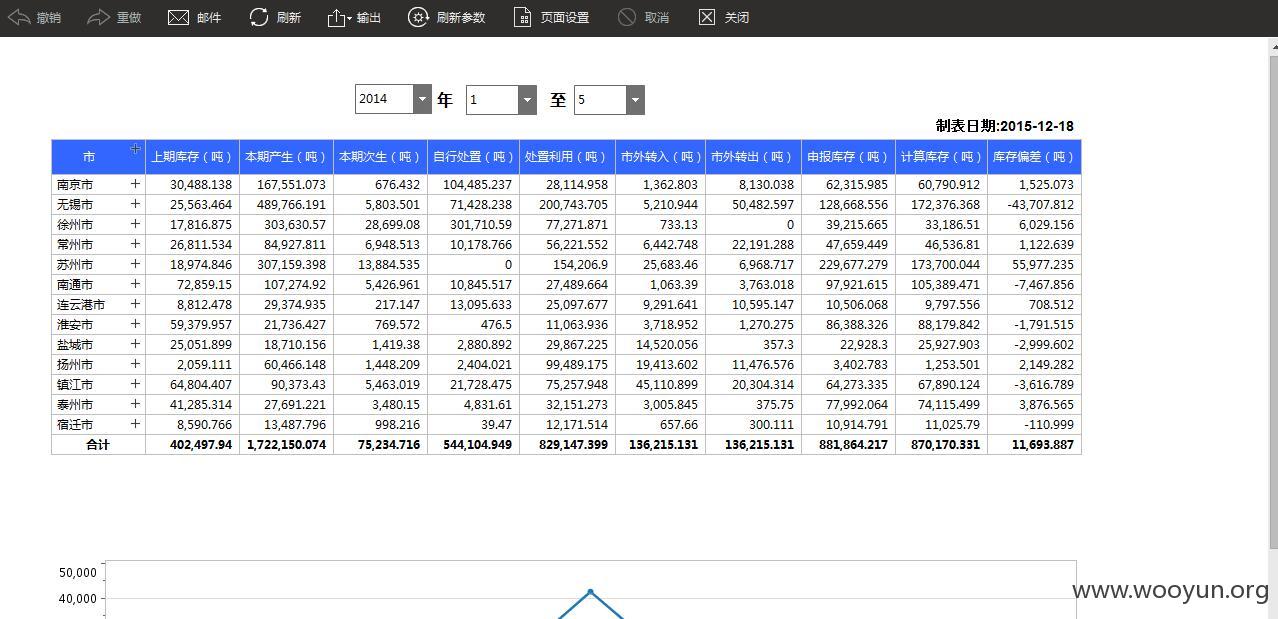 撤销 重做 邮件 刷新 输出 刷新参数 页面设置 取消 关闭
2014 年 1 至 5
制表日期:2015-12-18
市 上期库存（吨） 本期产生（吨） 本期次生（吨） 自行处置（吨） 处置利用（吨） 市外转入（吨） 市外转出（吨） 申报库存（吨） 计算库存（吨） 库存偏差（吨）
南京市 30,488.138 167,551.073 676.432 104,485.237 28,114.958 1,362.803 8,130.038 62,315.985 60,790.912 1,525.073
无锡市 25,563.464 489,766.191 5,803.501 71,428.238 200,743.705 5,210.944 50,482.597 128,668.556 172,376.368 -43,707.812
徐州市 17,816.875 303,630.57 28,699.08 301,710.59 77,271.871 733.13 0 39,215.665 33,186.51 6,029.156
常州市 26,811.534 84,927.811 6,948.513 10,178.766 56,221.552 6,442.748 22,191.288 47,659.449 46,536.81 1,122.639
苏州市 18,974.846 307,159.398 13,884.535 0 154,206.9 25,683.46 6,968.717 229,677.279 173,700.044 55,977.235
南通市 72,859.15 107,274.92 5,426.961 10,845.517 27,489.664 1,063.39 3,763.018 97,921.615 105,389.471 -7,467.856
连云港市 8,812.478 29,374.935 217.147 13,095.633 25,097.677 9,291.641 10,595.147 10,506.068 9,797.556 708.512
淮安市 59,379.957 21,736.427 769.572 476.5 11,063.936 3,718.952 1,270.275 86,388.326 88,179.842 -1,791.515
盐城市 25,051.899 18,710.156 1,419.38 2,880.892 29,867.225 14,520.056 357.3 22,928.3 25,927.903 -2,999.602
扬州市 2,059.111 60,466.148 1,448.209 2,404.021 99,489.175 19,413.602 11,476.576 3,402.783 1,253.501 2,149.282
镇江市 64,804.407 90,373.43 5,463.019 21,728.475 75,257.948 45,110.899 20,304.314 64,273.335 67,890.124 -3,616.789
泰州市 41,285.314 27,691.221 3,480.15 4,831.61 32,151.273 3,005.845 375.75 77,992.064 74,115.499 3,876.565
宿迁市 8,590.766 13,487.796 998.216 39.47 12,171.514 657.66 300.111 10,914.791 11,025.79 -110.999
合计 402,497.94 1,722,150.074 75,234.716 544,104.949 829,147.399 136,215.131 136,215.131 881,864.217 870,170.331 11,693.887
50,000
40,000
www.wooyun.org